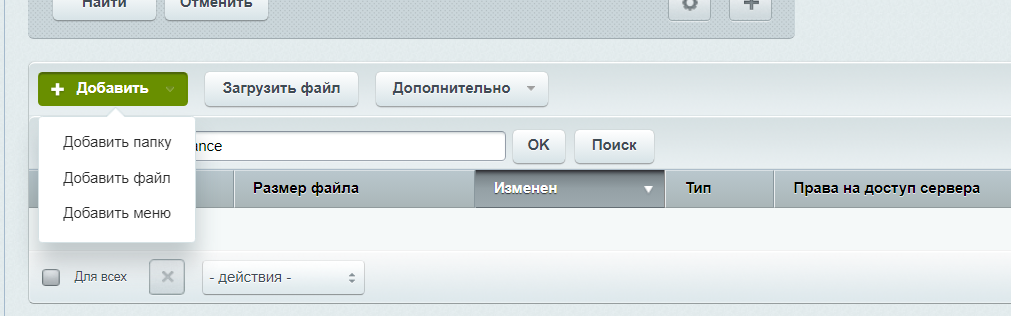 Найти Отменить
Добавить Загрузить файл Дополнительно
Добавить папку
Добавить файл
Добавить меню
ance OK Поиск
Размер файла Изменен Тип Права на доступ сервера
Для всех - действия -